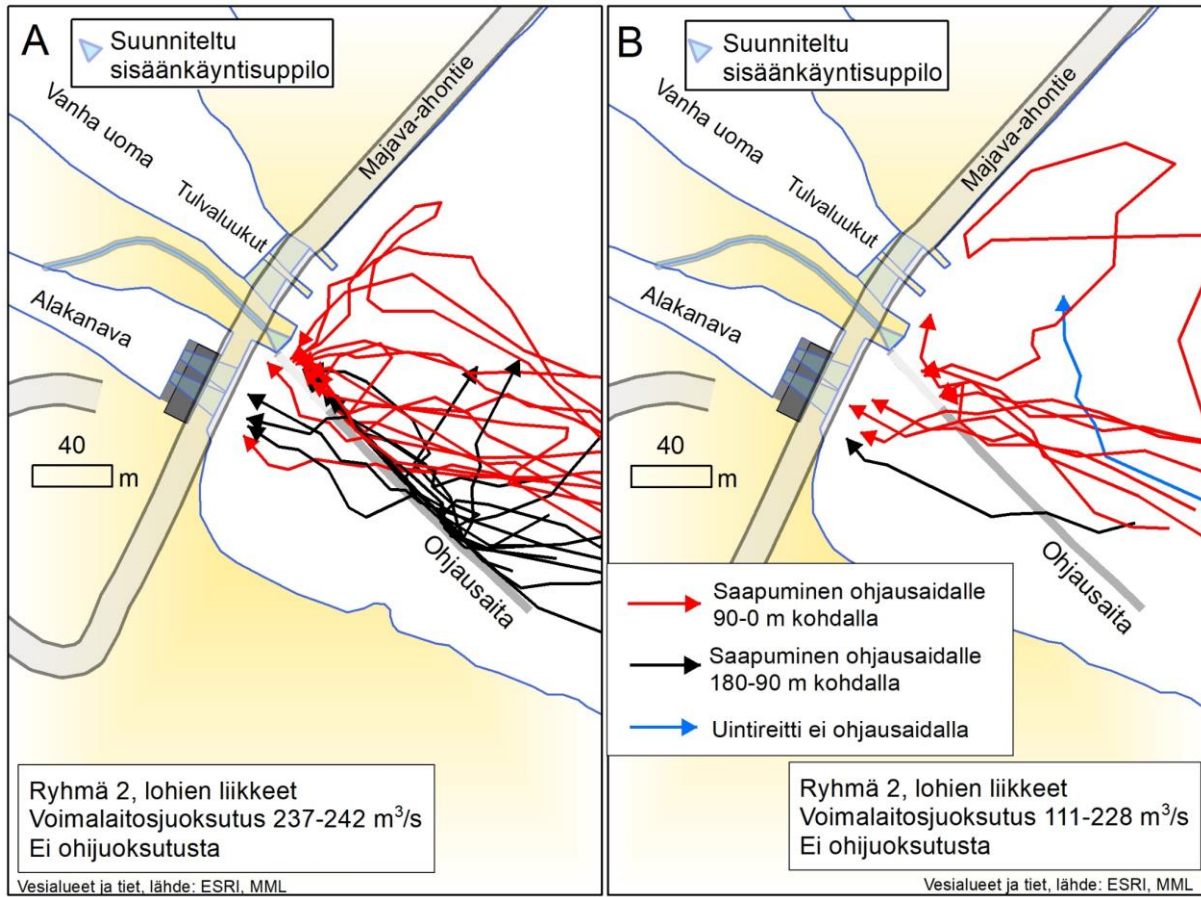 A
Suunniteltu
sisäänkäyntisuppilo
Vanha uoma
Tulvaluukut
Majava-ahontie
Alakanava
40
m
Ohjausaita
Ryhmä 2, lohien liikkeet
Voimalaitosjuoksutus 237-242 m³/s
Ei ohijuoksutusta
Vesialueet ja tiet, lähde: ESRI, MML
B
Suunniteltu
sisäänkäyntisuppilo
Vanha uoma
Tulvaluukut
Majava-ahontie
Alakanava
40
m
Ohjausaita
Saapuminen ohjausaidalle
90-0 m kohdalla
Saapuminen ohjausaidalle
180-90 m kohdalla
Uintireitti ei ohjausaidalla
Ryhmä 2, lohien liikkeet
Voimalaitosjuoksutus 111-228 m³/s
Ei ohijuoksutusta
Vesialueet ja tiet, lähde: ESRI, MML